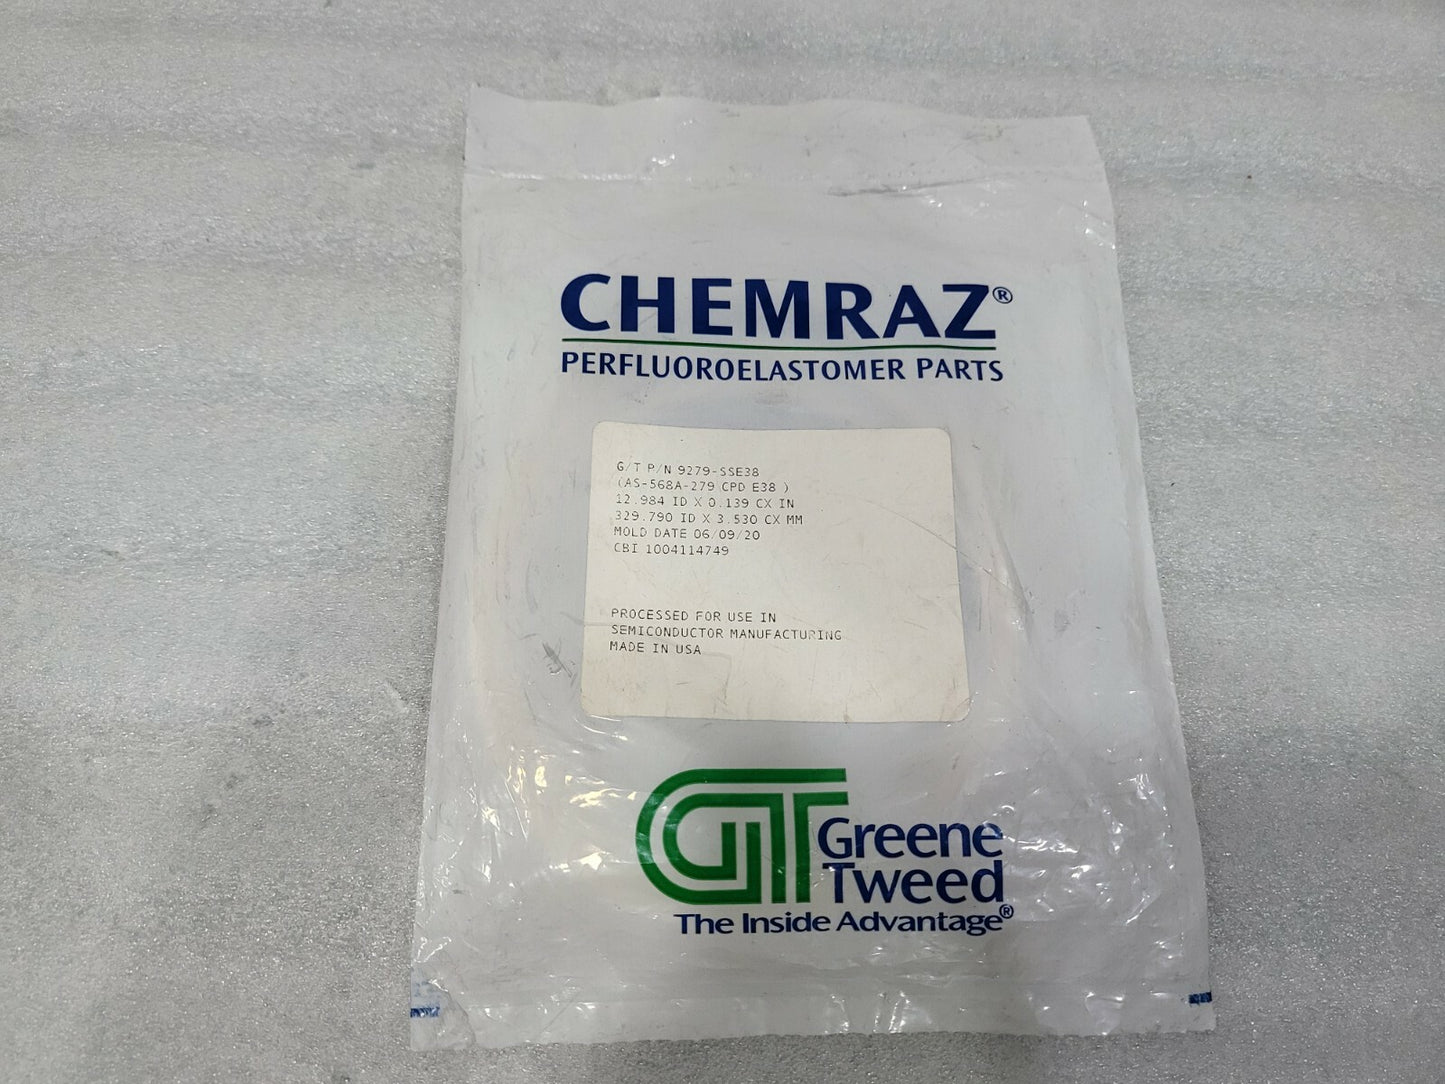 CHEMRAZ®
PERFLUOROELASTOMER PARTS
G/T P/N 9279-SSE38
(AS-568A-279 CPD E38 )
12.984 ID X 0.139 CX IN
329.790 ID X 3.530 CX MM
MOLD DATE 06/09/20
CBI 1004114749
PROCESSED FOR USE IN
SEMICONDUCTOR MANUFACTURING
MADE IN USA
GT Greene
Tweed
The Inside Advantage®